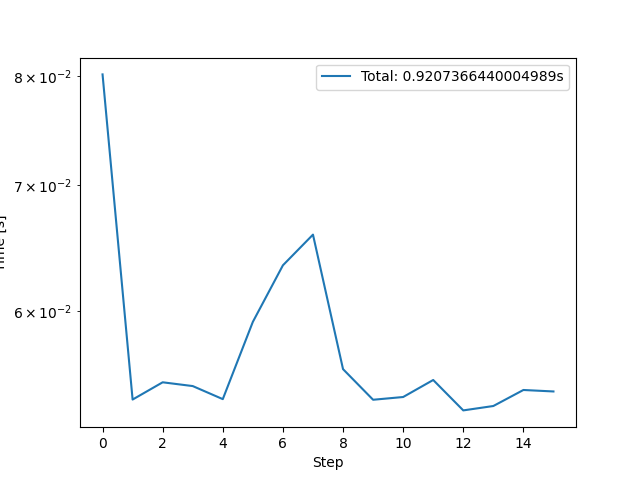 Total: 0.9207366440004989s
8 × 10⁻²
7 × 10⁻²
6 × 10⁻²
[s]
0 2 4 6 8 10 12 14
Step